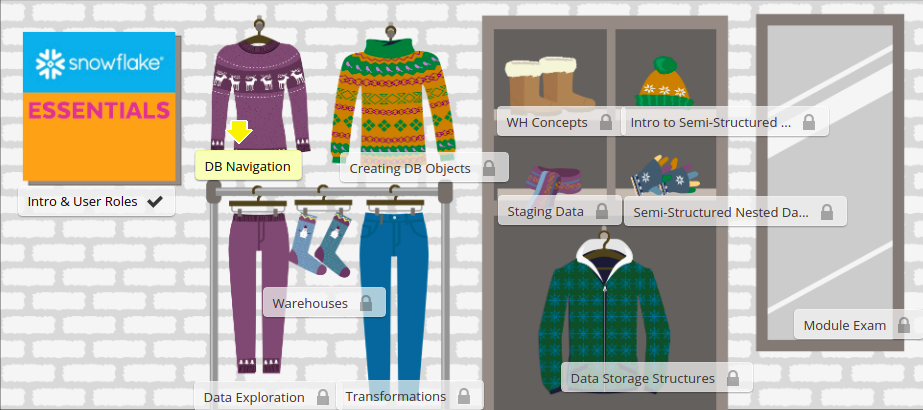 snowflake®
ESSENTIALS
Intro & User Roles
DB Navigation
Creating DB Objects
WH Concepts
Intro to Semi-Structured ...
Staging Data
Semi-Structured Nested Da...
Warehouses
Module Exam
Data Storage Structures
Data Exploration
Transformations